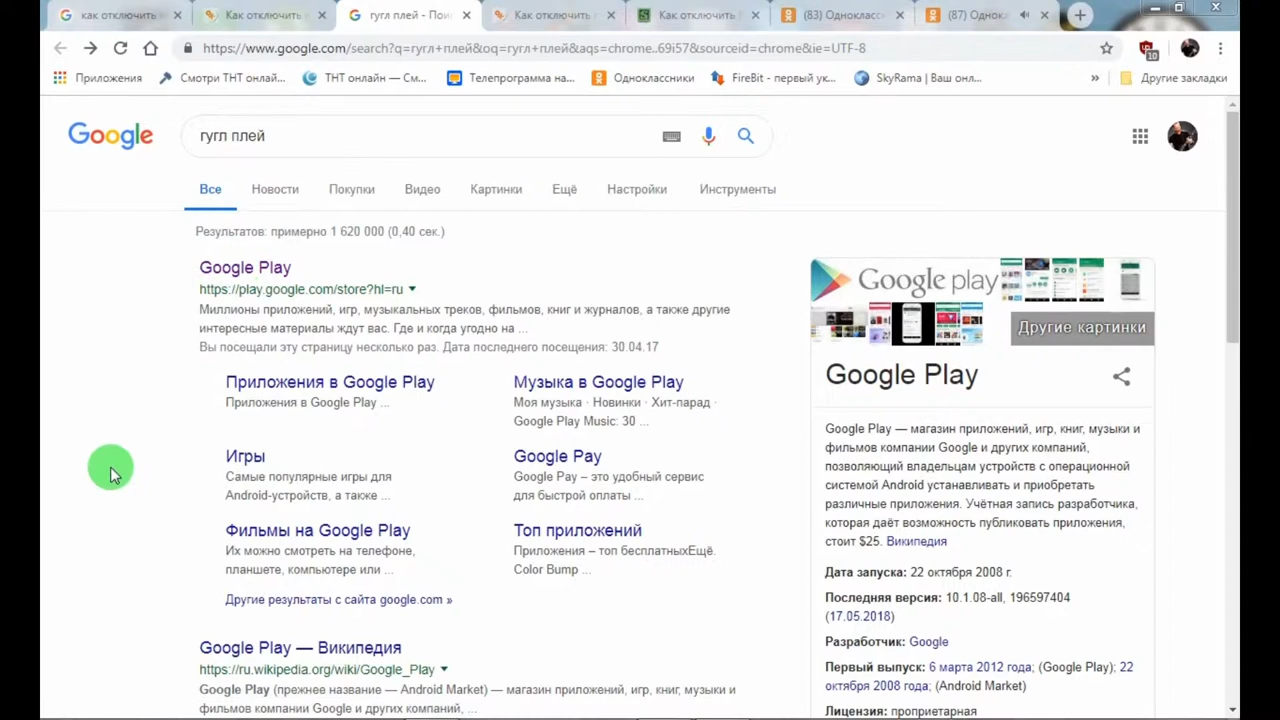 как отключить
Как отключить
гугл плей - Пои
Как отключить
Как отключить
(83) Одноклас
(87) Однокл
https://www.google.com/search?q=гугл+плей&oq=гугл+плей&aqs=chrome..69i57&sourceid=chrome&ie=UTF-8
10
Приложения
Смотри ТНТ онлай...
ТНТ онлайн — См...
Телепрограмма на...
Одноклассники
FireBit - первый ук...
SkyRama | Ваш онл...
»
Другие закладки
Google
гугл плей
Все
Новости
Покупки
Видео
Картинки
Ещё
Настройки
Инструменты
Результатов: примерно 1 620 000 (0,40 сек.)
Google Play
https://play.google.com/store?hl=ru
Миллионы приложений, игр, музыкальных треков, фильмов, книг и журналов, а также другие
интересные материалы ждут вас. Где и когда угодно на ...
Вы посещали эту страницу несколько раз. Дата последнего посещения: 30.04.17
Приложения в Google Play
Приложения в Google Play ...
Музыка в Google Play
Моя музыка · Новинки · Хит-парад ·
Google Play Music: 30 ...
Игры
Самые популярные игры для
Android-устройств, а также ...
Google Pay
Google Pay – это удобный сервис
для быстрой оплаты ...
Фильмы на Google Play
Их можно смотреть на телефоне,
планшете, компьютере или ...
Топ приложений
Приложения – топ бесплатныхЕщё.
Color Bump ...
Другие результаты с сайта google.com »
Google Play — Википедия
https://ru.wikipedia.org/wiki/Google_Play
Google Play (прежнее название — Android Market) — магазин приложений, игр, книг, музыки и
фильмов компании Google и других компаний, ...
Google play
Другие картинки
Google Play
Google Play — магазин приложений, игр, книг, музыки и
фильмов компании Google и других компаний,
позволяющий владельцам устройств с операционной
системой Android устанавливать и приобретать
различные приложения. Учётная запись разработчика,
которая даёт возможность публиковать приложения,
стоит $25. Википедия
Дата запуска: 22 октября 2008 г.
Последняя версия: 10.1.08-all, 196597404
(17.05.2018)
Разработчик: Google
Первый выпуск: 6 марта 2012 года; (Google Play); 22
октября 2008 года; (Android Market)
Лицензия: проприетарная